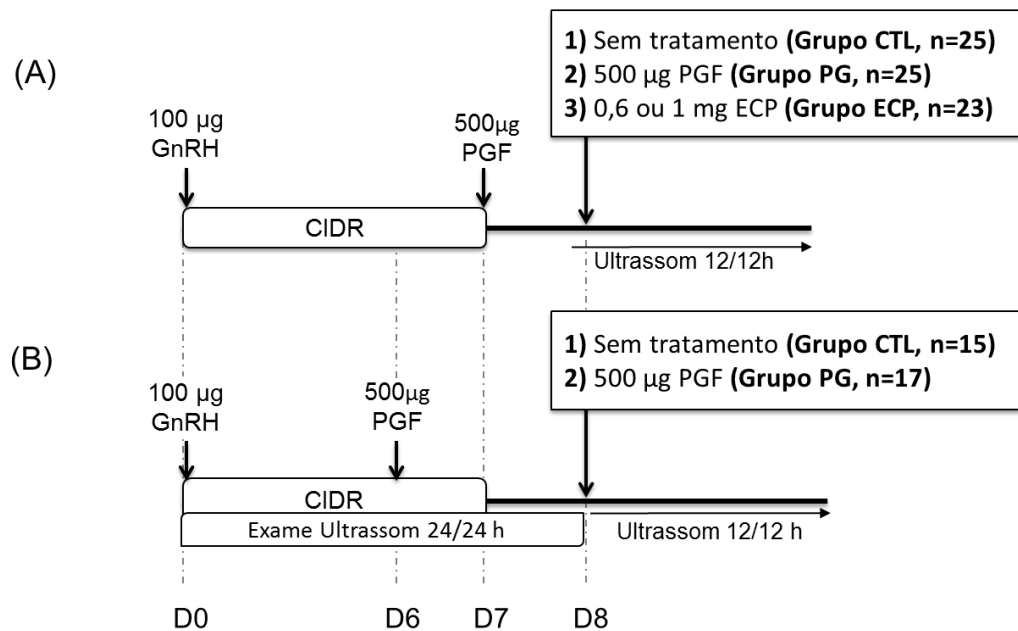 (A)
100 µg
GnRH
500µg
PGF
1) Sem tratamento (Grupo CTL, n=25)
2) 500 µg PGF (Grupo PG, n=25)
3) 0,6 ou 1 mg ECP (Grupo ECP, n=23)
CIDR
Ultrassom 12/12h
(B)
100 µg
GnRH
500µg
PGF
1) Sem tratamento (Grupo CTL, n=15)
2) 500 µg PGF (Grupo PG, n=17)
CIDR
Exame Ultrassom 24/24 h
Ultrassom 12/12 h
D0 D6 D7 D8